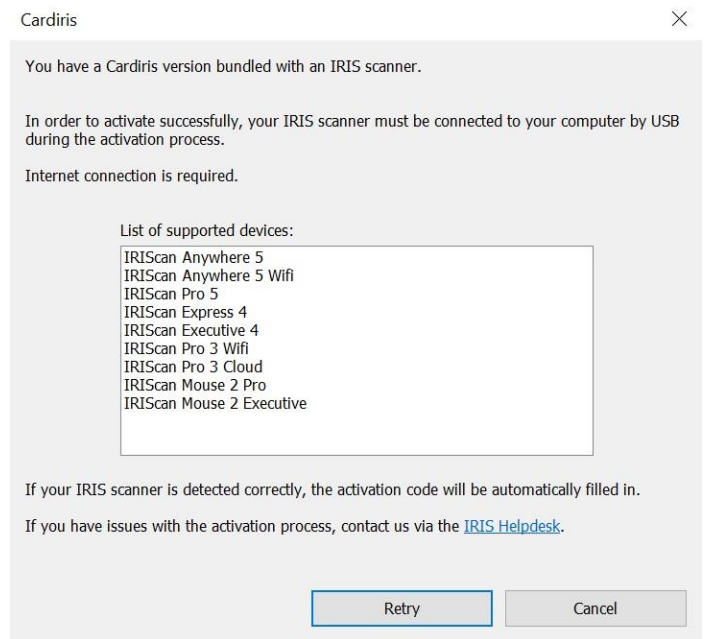 Cardiris
You have a Cardiris version bundled with an IRIS scanner.
In order to activate successfully, your IRIS scanner must be connected to your computer by USB
during the activation process.
Internet connection is required.
List of supported devices:
IRIScan Anywhere 5
IRIScan Anywhere 5 Wifi
IRIScan Pro 5
IRIScan Express 4
IRIScan Executive 4
IRIScan Pro 3 Wifi
IRIScan Pro 3 Cloud
IRIScan Mouse 2 Pro
IRIScan Mouse 2 Executive
If your IRIS scanner is detected correctly, the activation code will be automatically filled in.
If you have issues with the activation process, contact us via the IRIS Helpdesk.
Retry Cancel